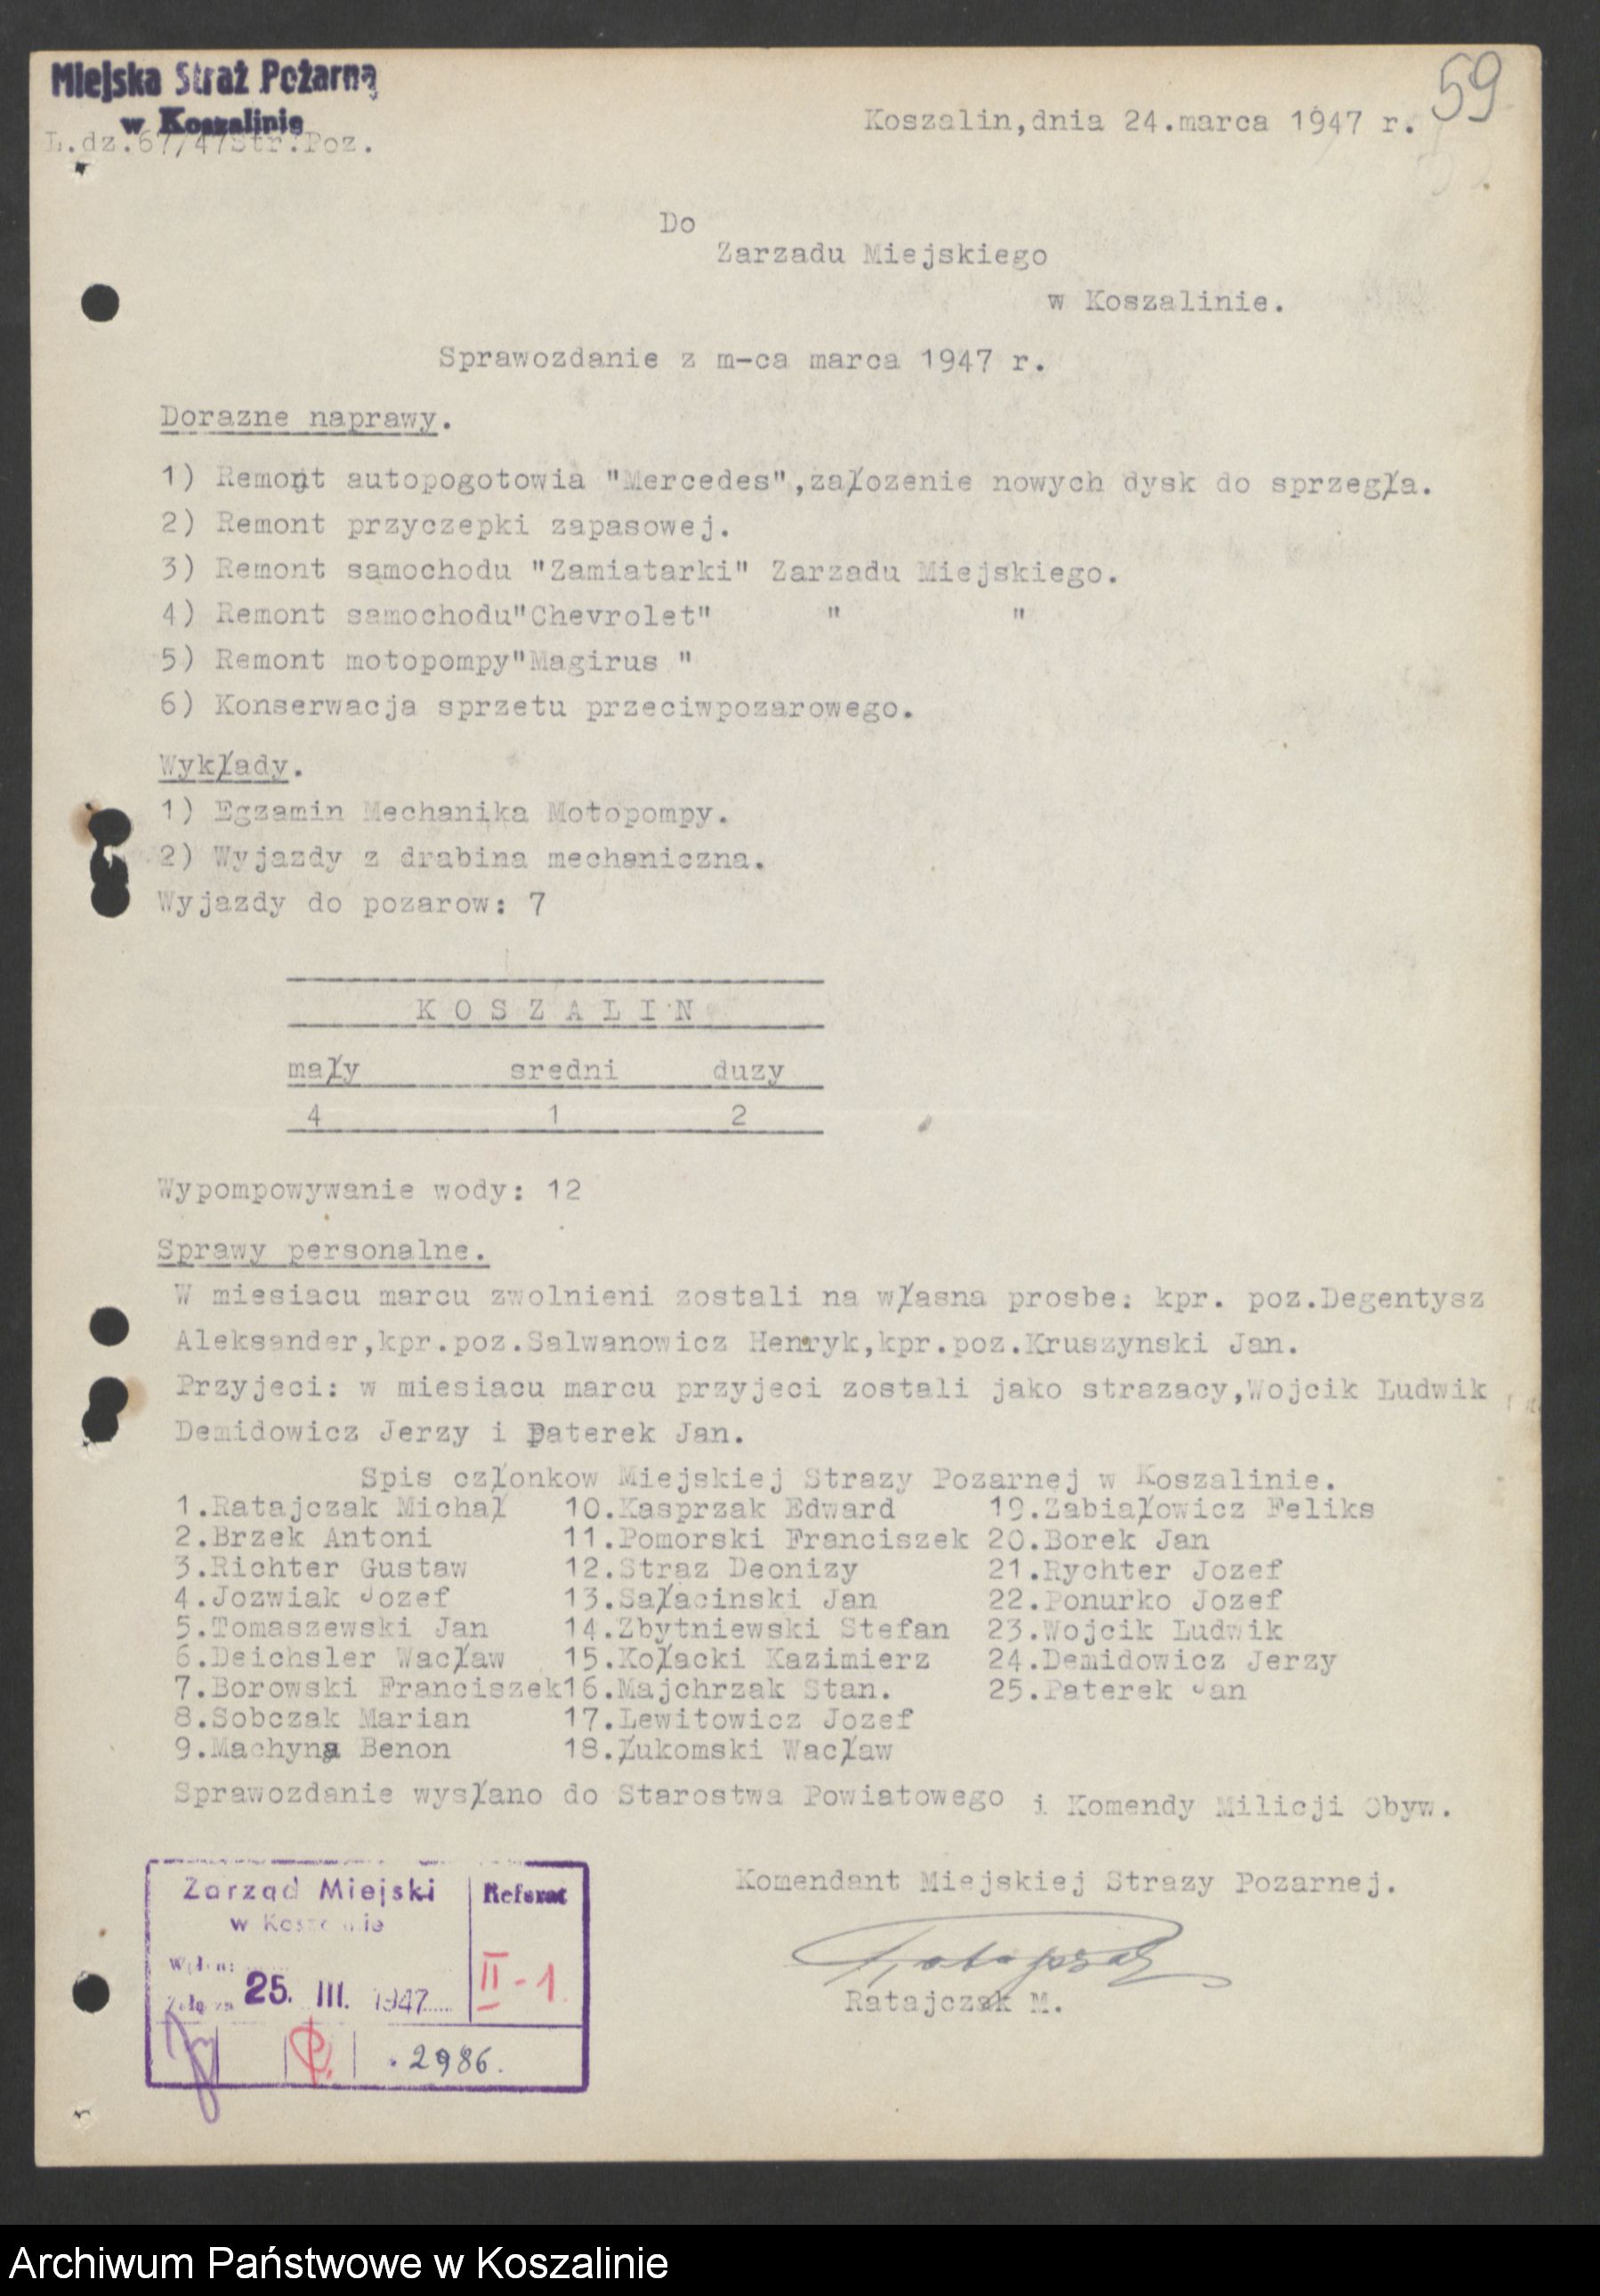 Miejska Straż Pożarną
w Koszalinie
L.dz.67/47Str.Poz.
Koszalin,dnia 24.marca 1947 r.
59
Do
Zarzadu Miejskiego
w Koszalinie.
Sprawozdanie z m-ca marca 1947 r.
Dorazne naprawy.
1) Remont autopogotowia "Mercedes",założenie nowych dysk do sprzegła.
2) Remont przyczepki zapasowej.
3) Remont samochodu "Zamiatarki" Zarzadu Miejskiego.
4) Remont samochodu"Chevrolet" " "
5) Remont motopompy"Magirus "
6) Konserwacja sprzetu przeciwpozarowego.
Wykłady.
1) Egzamin Mechanika Motopompy.
2) Wyjazdy z drabina mechaniczna.
Wyjazdy do pozarow: 7
K O S Z A L I N
mały sredni duzy
4 1 2
Wypompowywanie wody: 12
Sprawy personalne.
W miesiacu marcu zwolnieni zostali na własna prosbe: kpr. poz.Degentysz
Aleksander,kpr.poz.Salwanowicz Henryk,kpr.poz.Kruszynski Jan.
Przyjeci: w miesiacu marcu przyjeci zostali jako strazacy,Wojcik Ludwik
Demidowicz Jerzy i Paterek Jan.
Spis członkow Miejskiej Strazy Pozarnej w Koszalinie.
1.Ratajczak Michał 10.Kasprzak Edward 19.Zabiałowicz Feliks
2.Brzek Antoni 11.Pomorski Franciszek 20.Borek Jan
3.Richter Gustaw 12.Straz Deonizy 21.Rychter Jozef
4.Jozwiak Jozef 13.Sałacinski Jan 22.Ponurko Jozef
5.Tomaszewski Jan 14.Zbytniewski Stefan 23.Wojcik Ludwik
6.Deichsler Wacław 15.Kołacki Kazimierz 24.Demidowicz Jerzy
7.Borowski Franciszek16.Majchrzak Stan. 25.Paterek Jan
8.Sobczak Marian 17.Lewitowicz Jozef
9.Machyna Benon 18.Łukomski Wacław
Sprawozdanie wysłano do Starostwa Powiatowego i Komendy Milicji Obyw.
Komendant Miejskiej Strazy Pozarnej.
Ratajczak M.
Zarząd Miejski
w Koszalinie
Referat
25. III. 1947
II-1
2986.
Archiwum Państwowe w Koszalinie